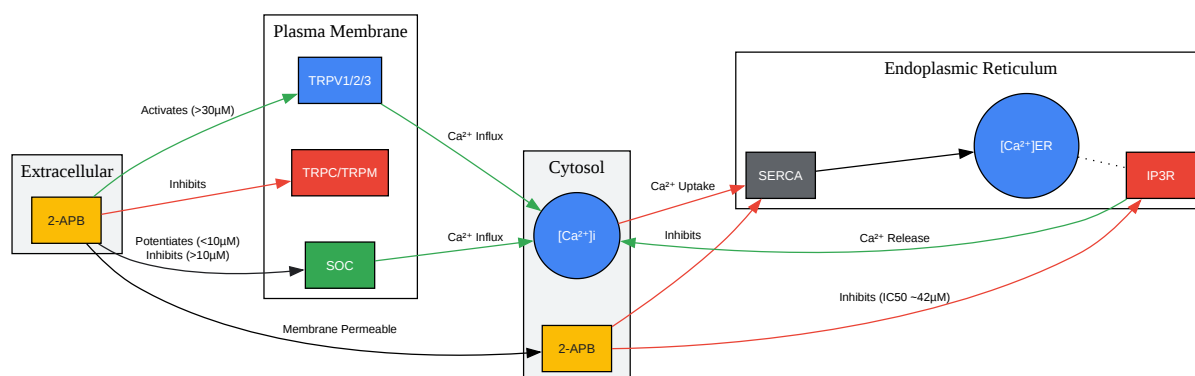 Plasma Membrane
TRPV1/2/3
Activates (>30µM)
Ca²⁺ Influx
Endoplasmic Reticulum
[Ca²⁺]ER
Extracellular
2-APB
Inhibits
TRPC/TRPM
Cytosol
[Ca²⁺]i
Ca²⁺ Uptake
SERCA
IP3R
Potentiates (<10µM)
Inhibits (>10µM)
SOC
Ca²⁺ Influx
Inhibits
Ca²⁺ Release
Membrane Permeable
2-APB
Inhibits (IC50 ~42µM)